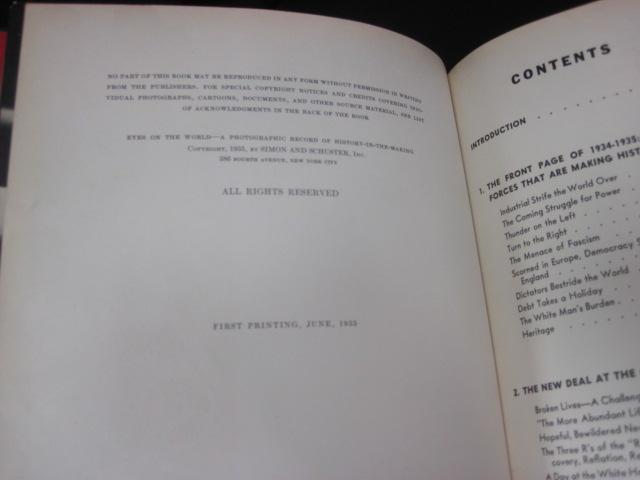 NO PART OF THIS BOOK MAY BE REPRODUCED IN ANY FORM WITHOUT PERMISSION IN WRITING
FROM THE PUBLISHERS. FOR SPECIAL COPYRIGHT NOTICES AND CREDITS COVERING INDI-
VIDUAL PHOTOGRAPHS, CARTOONS, DOCUMENTS, AND OTHER SOURCE MATERIAL, SEE LIST
OF ACKNOWLEDGMENTS IN THE BACK OF THE BOOK
EYES ON THE WORLD—A PHOTOGRAPHIC RECORD OF HISTORY-IN-THE-MAKING
COPYRIGHT, 1935, BY SIMON AND SCHUSTER, INC.
386 FOURTH AVENUE, NEW YORK CITY
ALL RIGHTS RESERVED
FIRST PRINTING, JUNE, 1935
CONTENTS
INTRODUCTION . . . . . .
1. THE FRONT PAGE OF 1934-1935:
FORCES THAT ARE MAKING HIST
Industrial Strife the World Over .
The Coming Struggle for Power .
Thunder on the Left . . .
Turn to the Right . . . .
The Menace of Fascism . .
Scorned in Europe, Democracy
England . . . . . .
Dictators Bestride the World
Debt Takes a Holiday . . .
The White Man's Burden . .
Heritage . . . . .
2. THE NEW DEAL AT THE
Broken Lives—A Challeng
"The More Abundant Lif
Hopeful, Bewildered Ne
The Three R's of the "R
covery, Reflation, Re
A Day at the White H